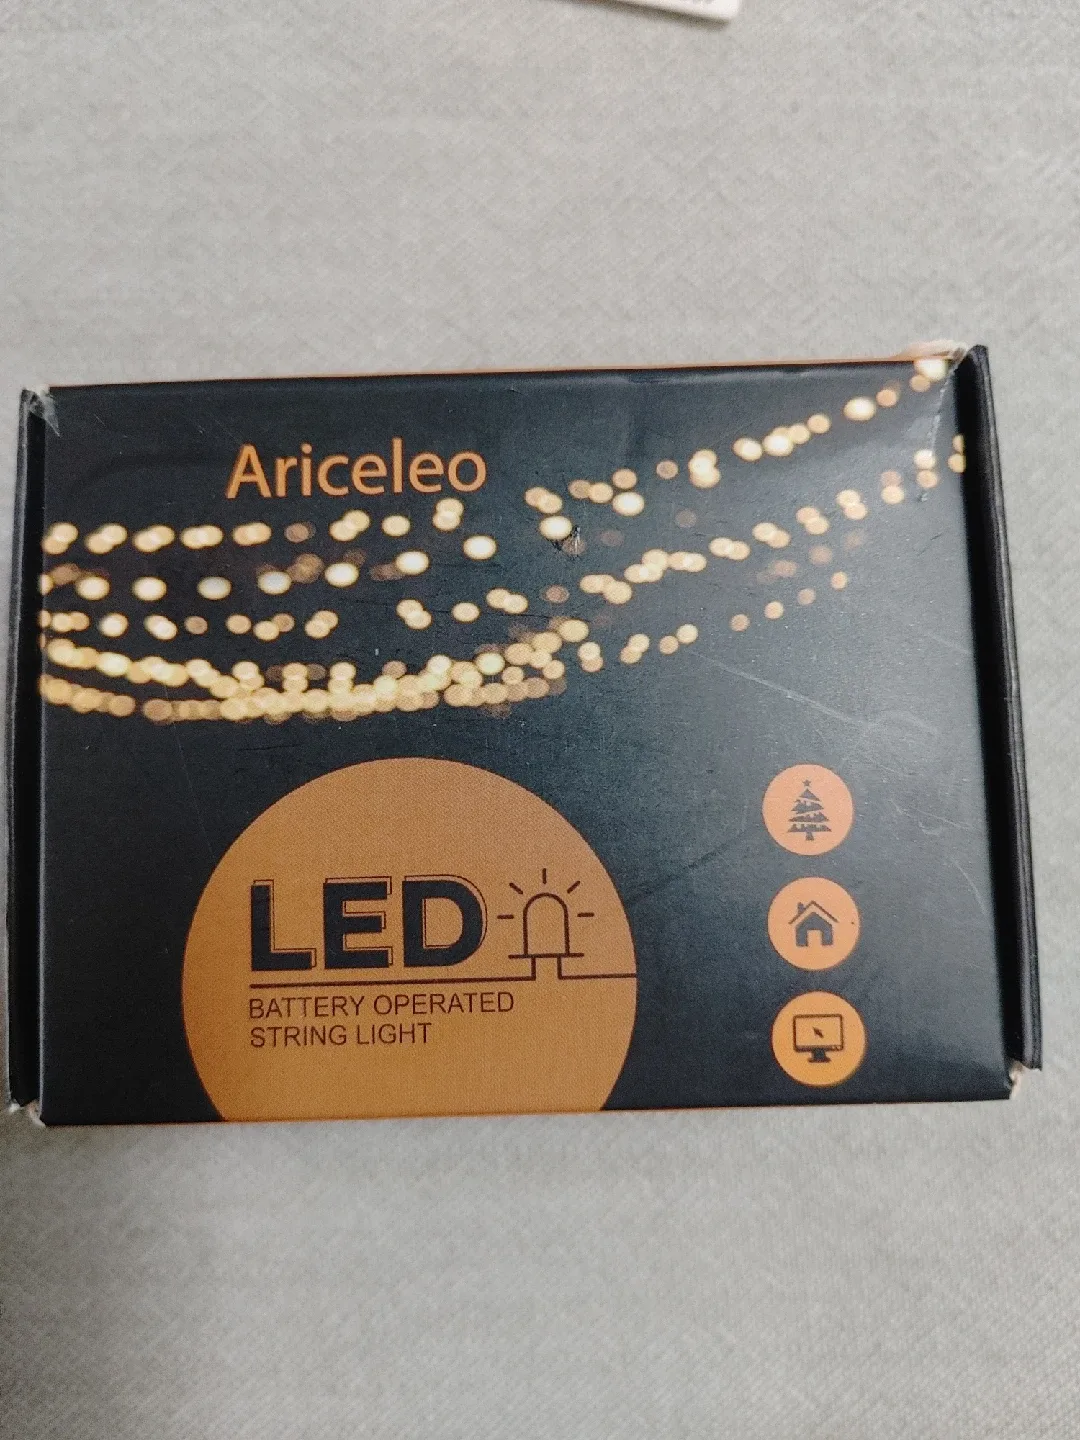 Ariceleo
LED
BATTERY OPERATED
STRING LIGHT